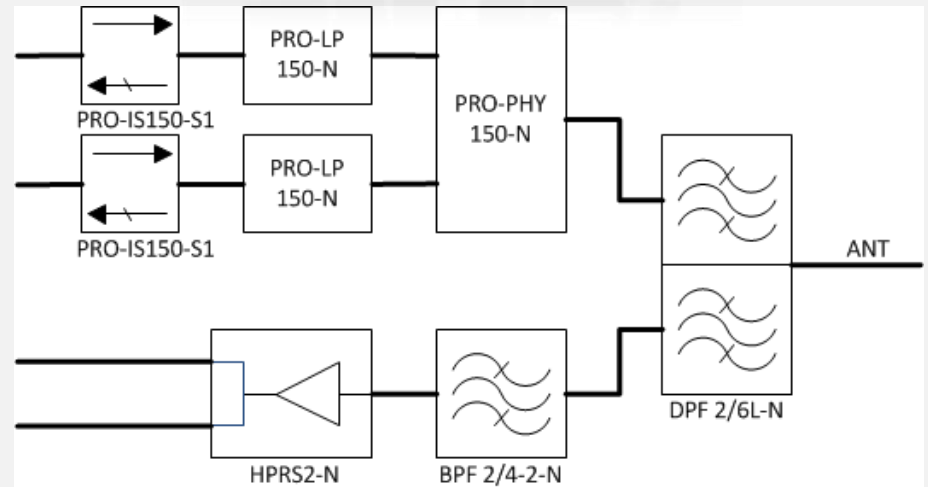 PRO-LP
150-N
PRO-IS150-S1
PRO-PHY
150-N
PRO-LP
150-N
PRO-IS150-S1
ANT
DPF 2/6L-N
HPRS2-N
BPF 2/4-2-N